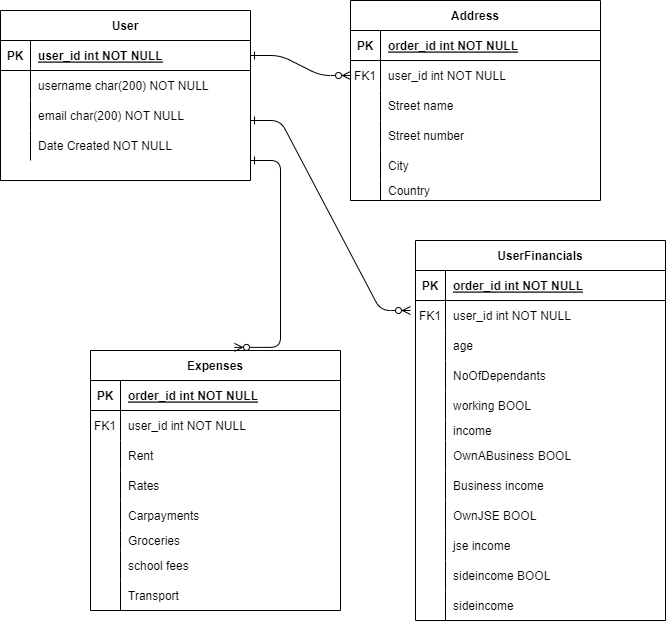 User
PK user_id int NOT NULL
username char(200) NOT NULL
email char(200) NOT NULL
Date Created NOT NULL
Address
PK order_id int NOT NULL
FK1 user_id int NOT NULL
Street name
Street number
City
Country
UserFinancials
PK order_id int NOT NULL
FK1 user_id int NOT NULL
age
NoOfDependants
working BOOL
income
OwnABusiness BOOL
Business income
OwnJSE BOOL
jse income
sideincome BOOL
sideincome
Expenses
PK order_id int NOT NULL
FK1 user_id int NOT NULL
Rent
Rates
Carpayments
Groceries
school fees
Transport